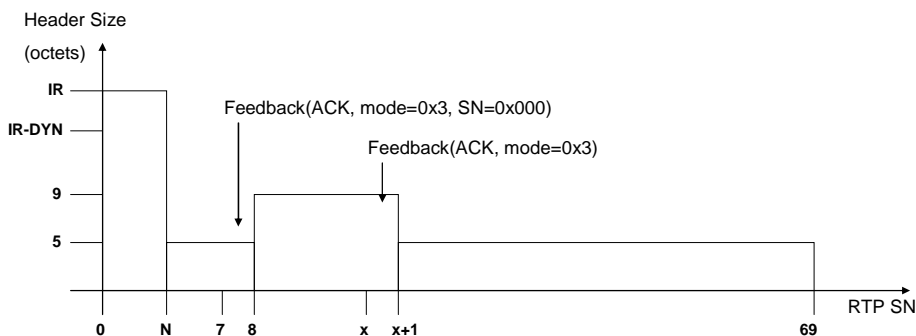 Header Size
(octets)
IR
Feedback(ACK, mode=0x3, SN=0x000)
IR-DYN
Feedback(ACK, mode=0x3)
9
5
RTP SN
0 N 7 8 x x+1 69